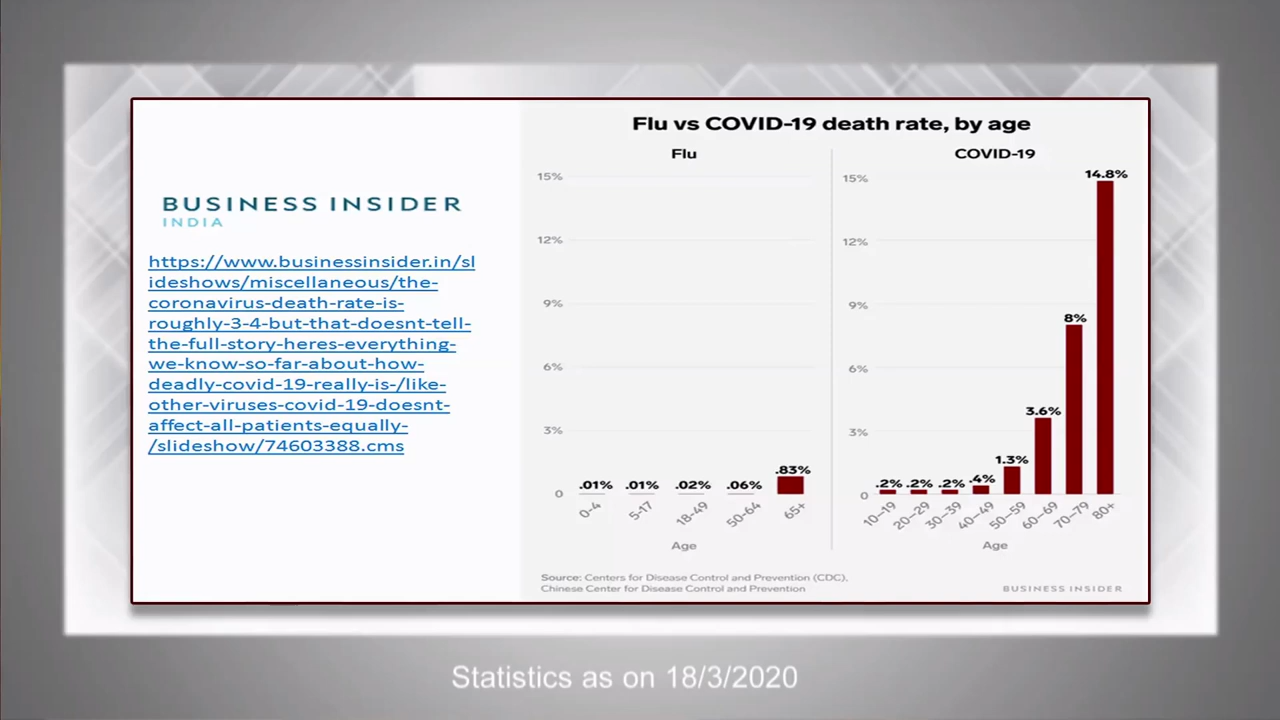 BUSINESS INSIDER
INDIA
https://www.businessinsider.in/sl
ideshows/miscellaneous/the-
coronavirus-death-rate-is-
roughly-3-4-but-that-doesnt-tell-
the-full-story-heres-everything-
we-know-so-far-about-how-
deadly-covid-19-really-is-/like-
other-viruses-covid-19-doesnt-
affect-all-patients-equally-
/slideshow/74603388.cms
Flu vs COVID-19 death rate, by age
Flu
15%
12%
9%
6%
3%
0
.01% .01% .02% .06% .83%
0-4 5-17 18-49 50-64 65+
Age
COVID-19
15%
12%
9%
6%
3%
0
.2% .2% .2% .4% 1.3% 3.6% 8% 14.8%
10–19 20–29 30–39 40–49 50–59 60–69 70–79 80+
Age
Source: Centers for Disease Control and Prevention (CDC),
Chinese Center for Disease Control and Prevention
BUSINESS INSIDER
Statistics as on 18/3/2020